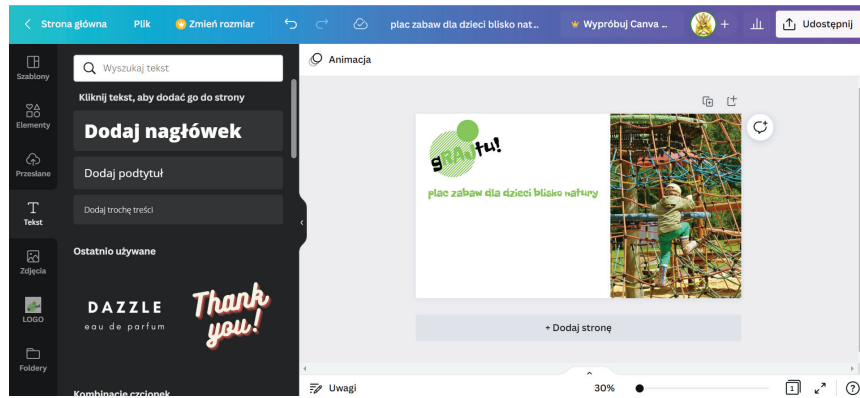 Strona główna
Plik
Zmień rozmiar
plac zabaw dla dzieci blisko nat...
Wypróbuj Canva ...
+
Udostępnij
Szablony
Elementy
Przesłane
T
Tekst
Zdjęcia
LOGO
Foldery
Wyszukaj tekst
Kliknij tekst, aby dodać go do strony
Dodaj nagłówek
Dodaj podtytuł
Dodaj trochę treści
Ostatnio używane
DAZZLE
eau de parfum
Thank
you!
Kombinacje czcionek
Animacja
gRAJtu!
plac zabaw dla dzieci blisko natury
+ Dodaj stronę
Uwagi
30%
1
?